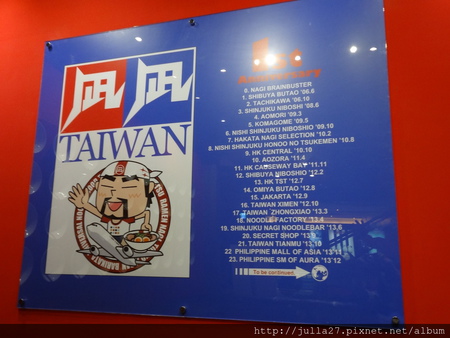 凪 凪
TAIWAN
1st
Anniversary
0. NAGI BRAINBUSTER
1. SHIBUYA BUTAO '06.6
2. TACHIKAWA '06.10
3. SHINJUKU NIBOSHI '08.6
4. AOMORI '09.3
5. KOMAGOME '09.5
6. NISHI SHINJUKU NIBOSHIO '09.10
7. HAKATA NAGI SELECTION '10.2
8. NISHI SHINJUKU HONOO NO TSUKEMEN '10.8
9. HK CENTRAL '10.10
10. AOZORA '11.4
11. HK CAUSEWAY BAY '11.11
12. SHIBUYA NIBOSHIO '12.2
13. HK TST '12.7
14. OMIYA BUTAO '12.8
15. JAKARTA '12.9
16. TAIWAN XIMEN '12.10
17. TAIWAN ZHONGXIAO '13.3
18. NOODLE FACTORY '13.4
19. SHINJUKU NAGI NOODLEBAR '13.6
20. SECRET SHOP '13
21. TAIWAN TIANMU '13.10
22. PHILIPPINE MALL OF ASIA '13.11
23. PHILIPPINE SM OF AURA '13 12
To be continued
http://julla27.pixnet.net/album